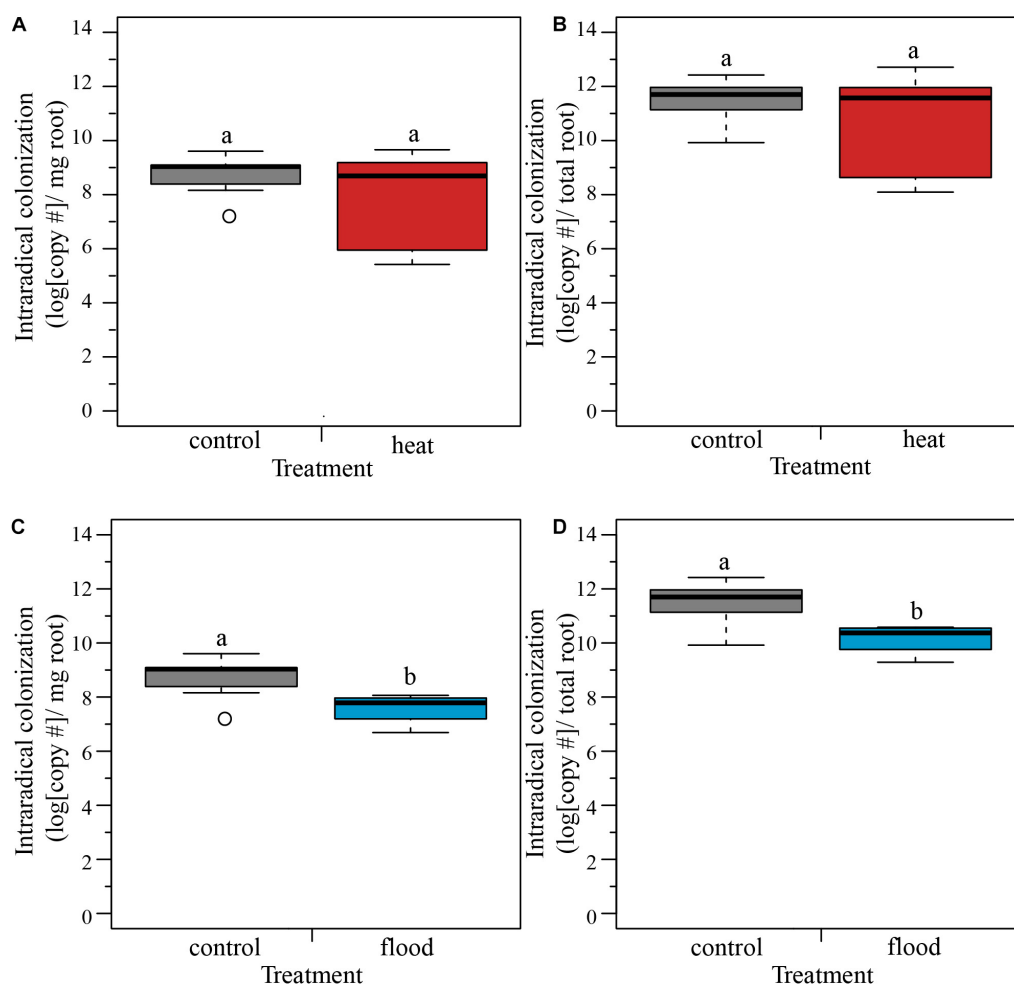 A
Intraradical colonization
(log[copy #]/ mg root)
14
12
10
8
6
4
2
0
a
a
control
heat
Treatment
B
Intraradical colonization
(log[copy #]/ total root)
14
12
10
8
6
4
2
0
a
a
control
heat
Treatment
C
Intraradical colonization
(log[copy #]/ mg root)
14
12
10
8
6
4
2
0
a
b
control
flood
Treatment
D
Intraradical colonization
(log[copy #]/ total root)
14
12
10
8
6
4
2
0
a
b
control
flood
Treatment